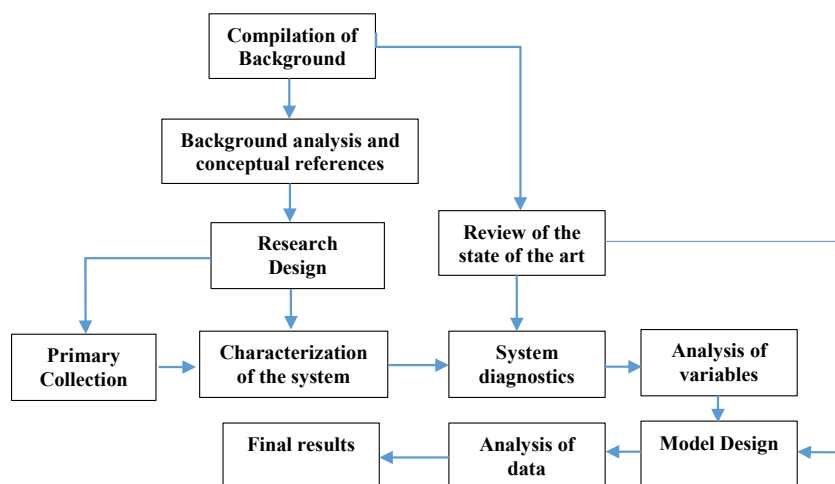 Compilation of
Background
Background analysis and
conceptual references
Research
Design
Review of the
state of the art
Primary
Collection
Characterization
of the system
System
diagnostics
Analysis of
variables
Final results
Analysis of
data
Model Design